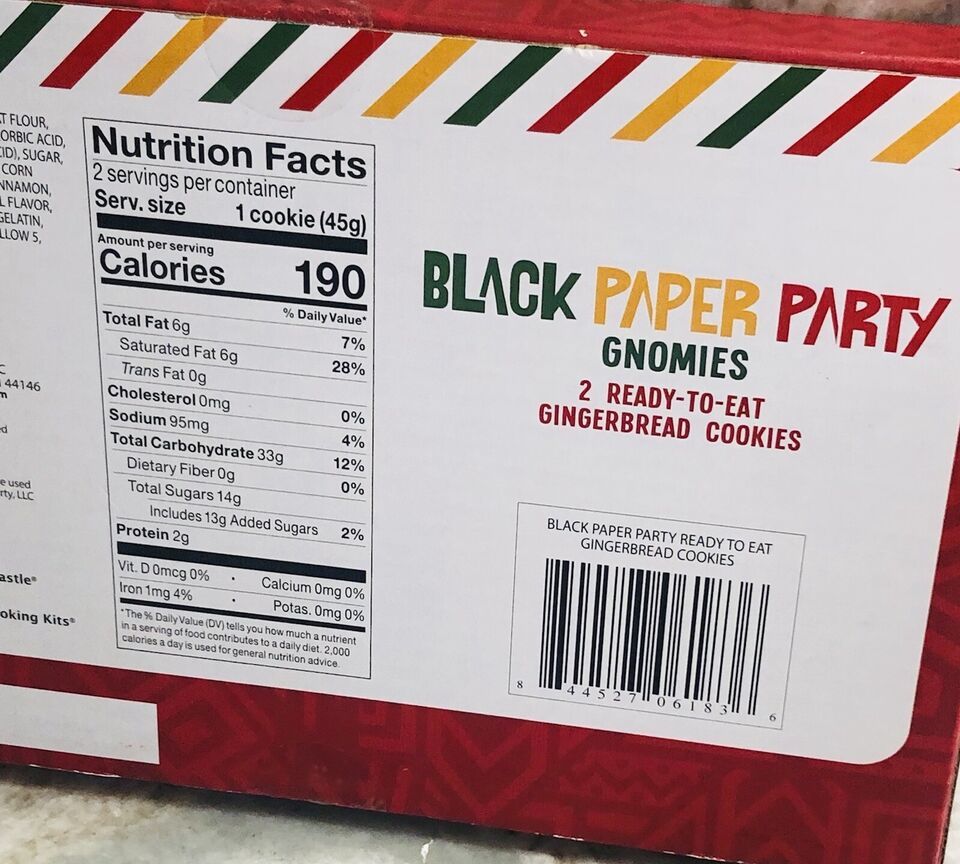 T FLOUR,
ORBIC ACID,
ID), SUGAR,
CORN
NNAMON,
L FLAVOR,
GELATIN,
LLOW 5,
44146
e used
rty, LLC
astle®
oking Kits®
Nutrition Facts
2 servings per container
Serv. size 1 cookie (45g)
Amount per serving
Calories 190
% Daily Value*
Total Fat 6g 7%
Saturated Fat 6g 28%
Trans Fat 0g
Cholesterol 0mg 0%
Sodium 95mg 4%
Total Carbohydrate 33g 12%
Dietary Fiber 0g 0%
Total Sugars 14g
Includes 13g Added Sugars 2%
Protein 2g
Vit. D 0mcg 0% • Calcium 0mg 0%
Iron 1mg 4% • Potas. 0mg 0%
*The % Daily Value (DV) tells you how much a nutrient
in a serving of food contributes to a daily diet. 2,000
calories a day is used for general nutrition advice.
BLACK PAPER PARTY
GNOMIES
2 READY-TO-EAT
GINGERBREAD COOKIES
BLACK PAPER PARTY READY TO EAT
GINGERBREAD COOKIES
8 44527 06183 6